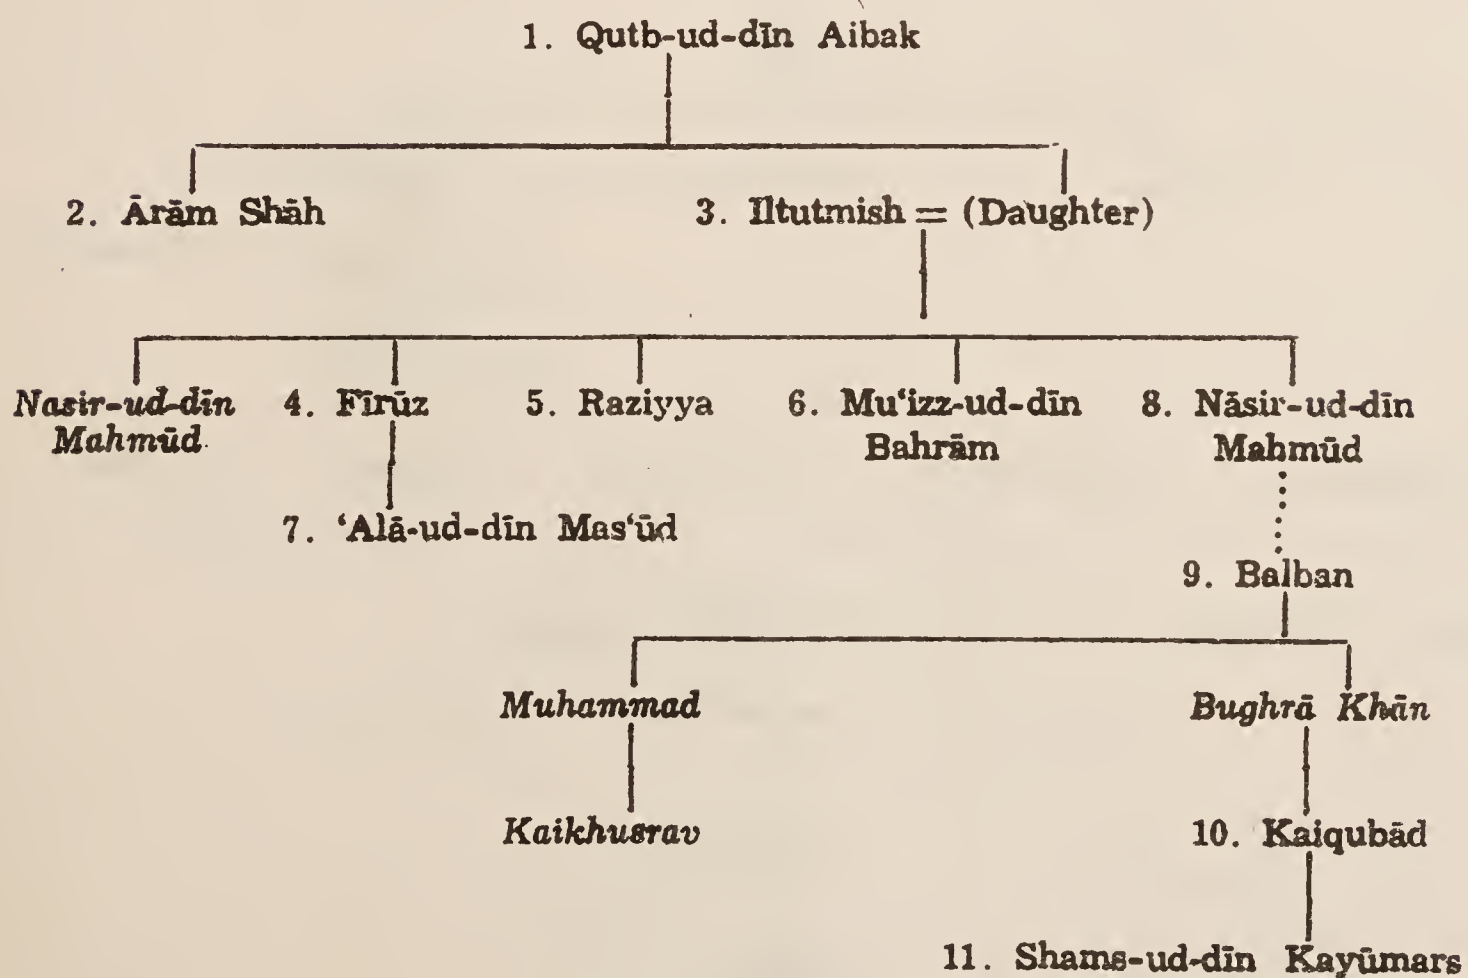 1. Qutb-ud-dīn Aibak
2. Ārām Shāh
3. Iltutmish = (Daughter)
Nasir-ud-dīn Mahmūd
4. Fīrūz
5. Raziyya
6. Mu‘izz-ud-dīn Bahrām
8. Nāsir-ud-dīn Mahmūd
7. ‘Alā-ud-dīn Mas‘ūd
9. Balban
Muhammad
Bughrā Khān
Kaikhusrav
10. Kaiqubād
11. Shams-ud-dīn Kayūmars